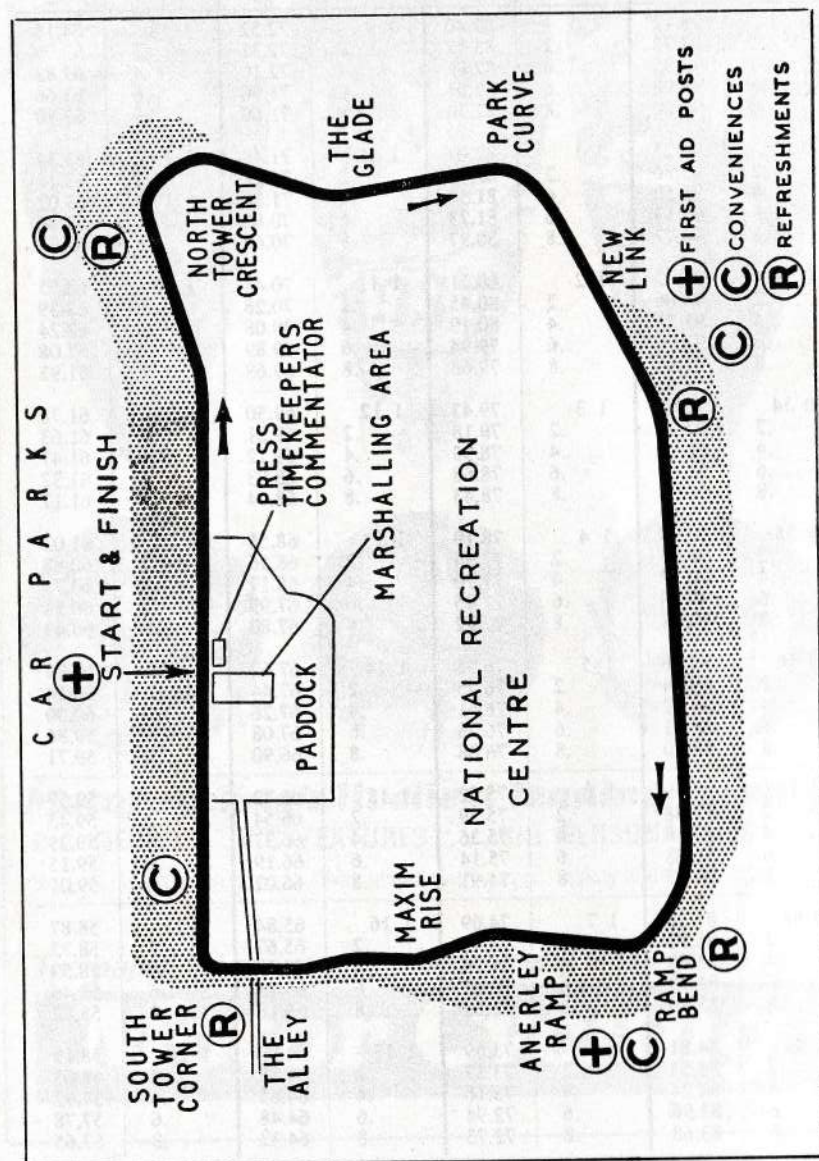 CAR PARKS
START & FINISH
C
R
C
NORTH
TOWER
CRESCENT
THE
GLADE
PARK
CURVE
NEW
LINK
PRESS
TIMEKEEPERS
COMMENTATOR
MARSHALLING AREA
PADDOCK
NATIONAL RECREATION
CENTRE
SOUTH
TOWER
CORNER
R
THE
ALLEY
MAXIM
RISE
ANERLEY
RAMP
C
RAMP
BEND
R
R
C
FIRST AID POSTS
C CONVENIENCES
R REFRESHMENTS